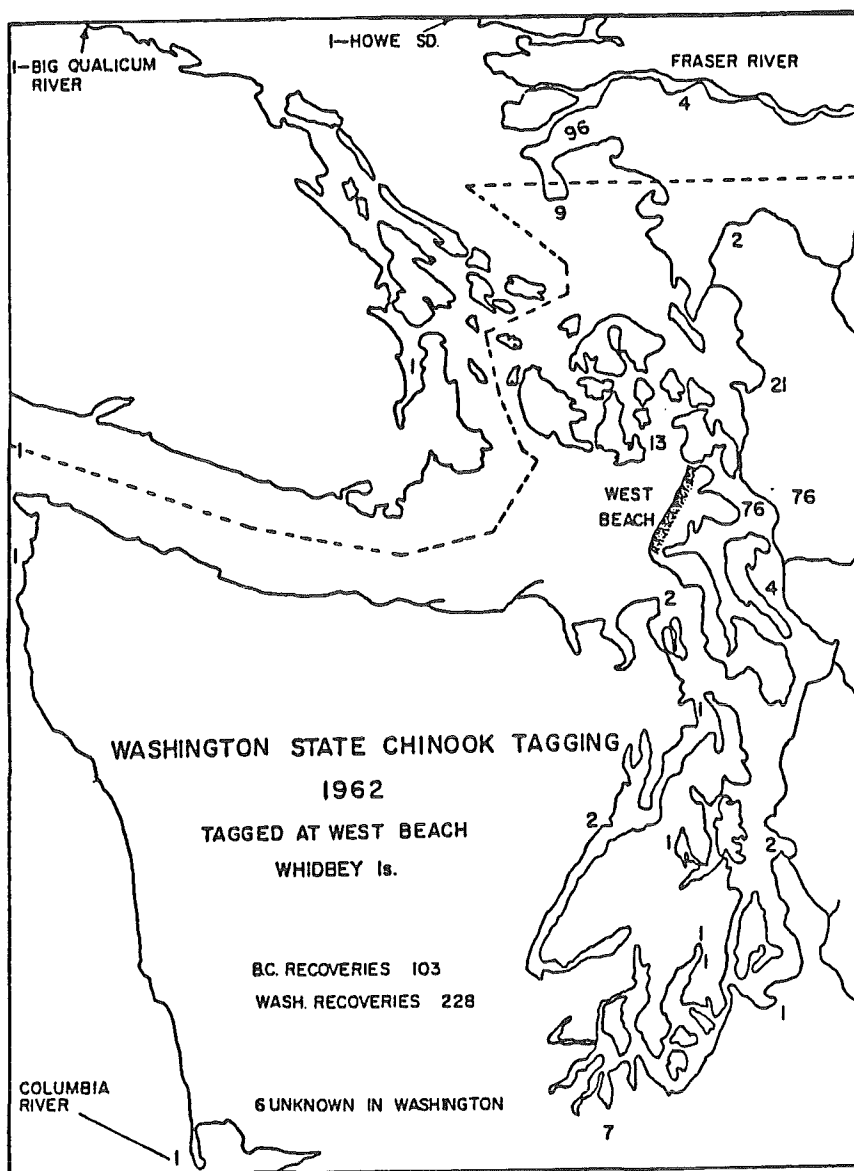 1—BIG QUALICUM
RIVER
1—HOWE SD.
FRASER RIVER
4
96
9
2
1
21
13
1
WEST
BEACH
76
76
1
4
2
1
WASHINGTON STATE CHINOOK TAGGING
1962
TAGGED AT WEST BEACH
WHIDBEY Is.
1
2
1
2
B.C. RECOVERIES 103
WASH. RECOVERIES 228
1
1
1
COLUMBIA
RIVER
6 UNKNOWN IN WASHINGTON
7
1